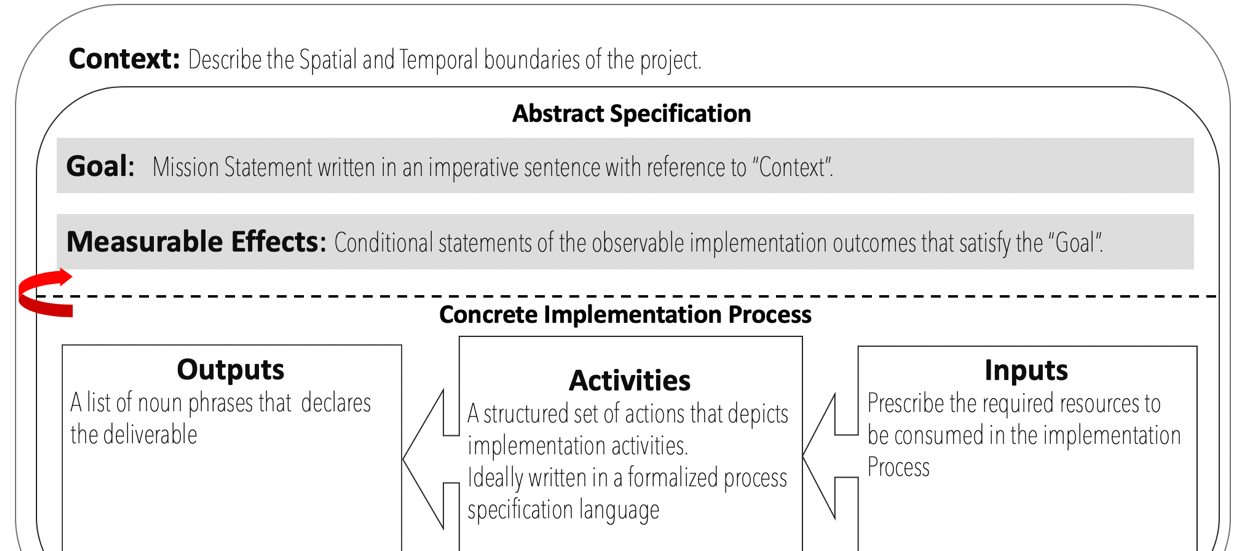 Context: Describe the Spatial and Temporal boundaries of the project.
Abstract Specification
Goal: Mission Statement written in an imperative sentence with reference to “Context”.
Measurable Effects: Conditional statements of the observable implementation outcomes that satisfy the “Goal”.
Concrete Implementation Process
Outputs
A list of noun phrases that declares
the deliverable
Activities
A structured set of actions that depicts
implementation activities.
Ideally written in a formalized process
specification language
Inputs
Prescribe the required resources to
be consumed in the implementation
Process